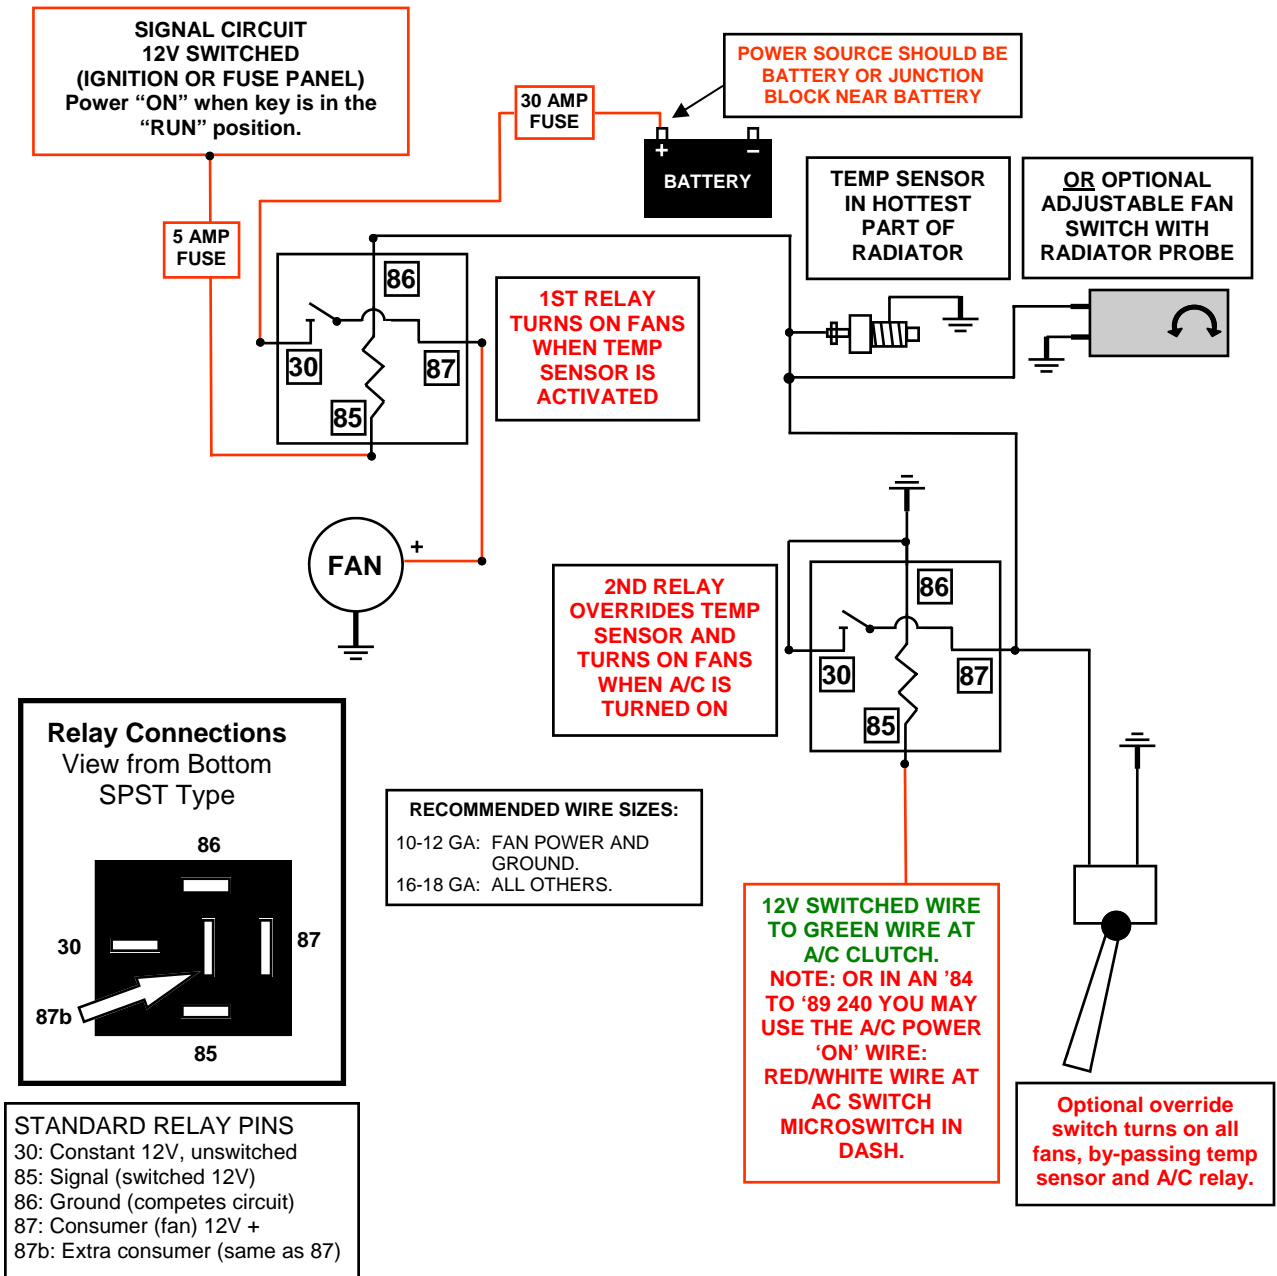 SIGNAL CIRCUIT
12V SWITCHED
(IGNITION OR FUSE PANEL)
Power “ON” when key is in the
“RUN” position.
30 AMP
FUSE
POWER SOURCE SHOULD BE
BATTERY OR JUNCTION
BLOCK NEAR BATTERY
+ –
BATTERY
TEMP SENSOR
IN HOTTEST
PART OF
RADIATOR
OR OPTIONAL
ADJUSTABLE FAN
SWITCH WITH
RADIATOR PROBE
5 AMP
FUSE
86
30
87
85
1ST RELAY
TURNS ON FANS
WHEN TEMP
SENSOR IS
ACTIVATED
FAN
+
2ND RELAY
OVERRIDES TEMP
SENSOR AND
TURNS ON FANS
WHEN A/C IS
TURNED ON
86
30
87
85
Relay Connections
View from Bottom
SPST Type
86
30
87
87b
85
RECOMMENDED WIRE SIZES:
10-12 GA: FAN POWER AND
GROUND.
16-18 GA: ALL OTHERS.
12V SWITCHED WIRE
TO GREEN WIRE AT
A/C CLUTCH.
NOTE: OR IN AN ’84
TO ‘89 240 YOU MAY
USE THE A/C POWER
‘ON’ WIRE:
RED/WHITE WIRE AT
AC SWITCH
MICROSWITCH IN
DASH.
Optional override
switch turns on all
fans, by-passing temp
sensor and A/C relay.
STANDARD RELAY PINS
30: Constant 12V, unswitched
85: Signal (switched 12V)
86: Ground (competes circuit)
87: Consumer (fan) 12V +
87b: Extra consumer (same as 87)